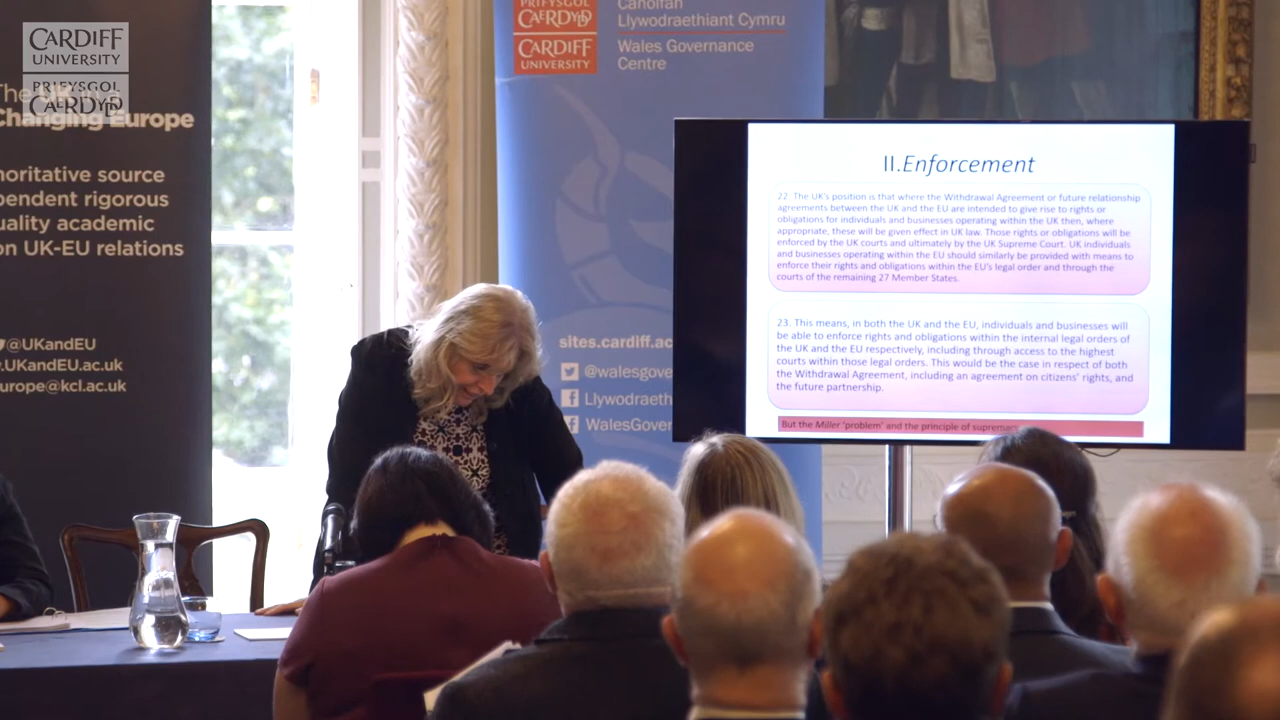 CARDIFF
UNIVERSITY
PRIFYSGOL
CAERDYDD
The
Changing Europe
horitative source
pendent rigorous
uality academic
on UK-EU relations
@UKandEU
.UKandEU.ac.uk
urope@kcl.ac.uk
PRIFYSGOL
CAERDYDD
CARDIFF
UNIVERSITY
Canolfan
Llywodraethiant Cymru
Wales Governance
Centre
sites.cardiff.ac
@walesgove
Llywodraeth
WalesGover
II.Enforcement
22. The UK's position is that where the Withdrawal Agreement or future relationship
agreements between the UK and the EU are intended to give rise to rights or
obligations for individuals and businesses operating within the UK then, where
appropriate, these will be given effect in UK law. Those rights or obligations will be
enforced by the UK courts and ultimately by the UK Supreme Court. UK individuals
and businesses operating within the EU should similarly be provided with means to
enforce their rights and obligations within the EU's legal order and through the
courts of the remaining 27 Member States.
23. This means, in both the UK and the EU, individuals and businesses will
be able to enforce rights and obligations within the internal legal orders of
the UK and the EU respectively, including through access to the highest
courts within those legal orders. This would be the case in respect of both
the Withdrawal Agreement, including an agreement on citizens' rights, and
the future partnership.
But the Miller 'problem' and the principle of supremac